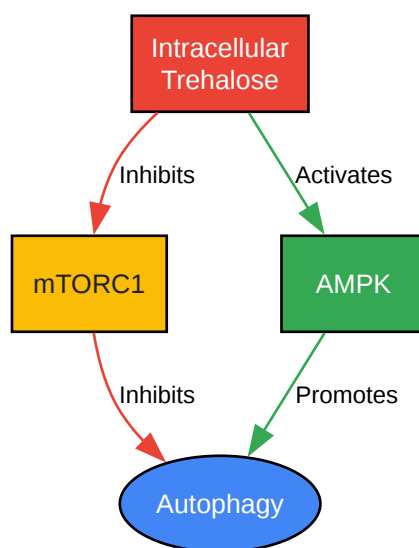 Intracellular
Trehalose
Inhibits
Activates
mTORC1
AMPK
Inhibits
Promotes
Autophagy